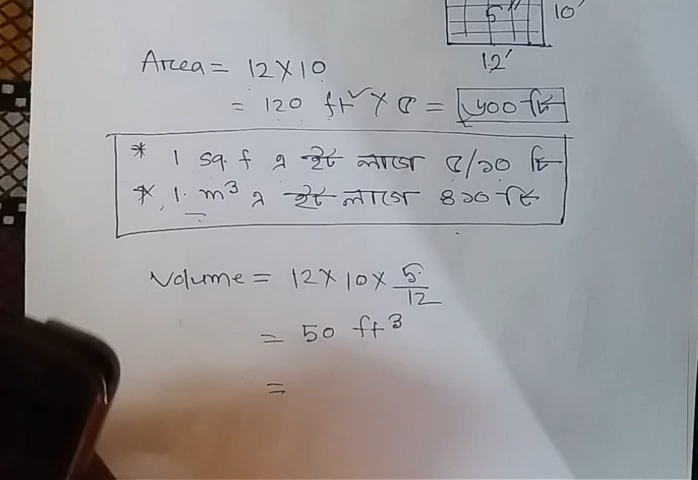 5"
10'
12'
Area = 12 X 10
= 120 ft² X ৫ = ৬০০ টি
* 1 sq. f এ ইট লাগে ৫/১০ টি
* 1. m³ এ ইট লাগে ৪১০ টি
Volume = 12 X 10 X 5/12
= 50 ft³
=